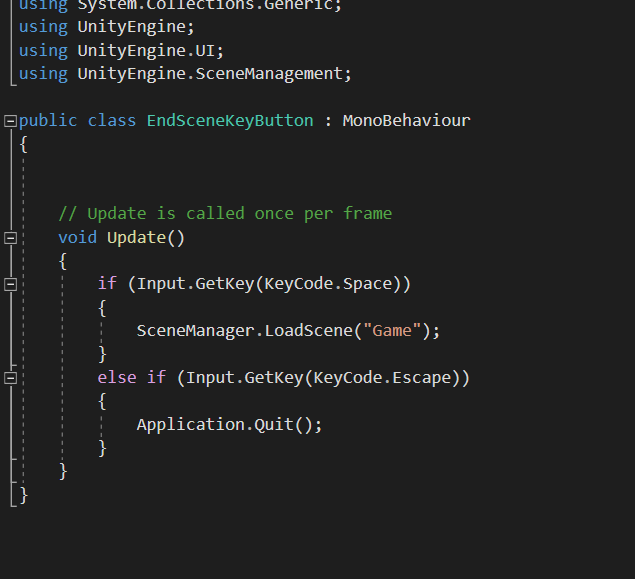 using System.Collections.Generic;
using UnityEngine;
using UnityEngine.UI;
using UnityEngine.SceneManagement;
public class EndSceneKeyButton : MonoBehaviour
{
// Update is called once per frame
void Update()
{
if (Input.GetKey(KeyCode.Space))
{
SceneManager.LoadScene("Game");
}
else if (Input.GetKey(KeyCode.Escape))
{
Application.Quit();
}
}
}